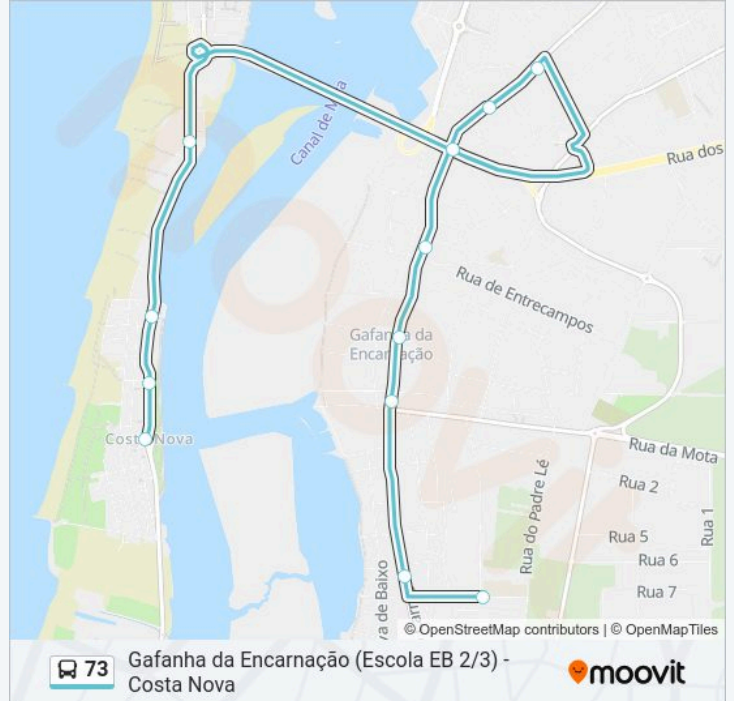 Canal de Mira
Rua dos
Rua de Entrecampos
Gafanha da
Encarnação
Costa Nova
Rua da Mota
Rua do Padre Lé
Rua 2
Rua 1
Rua 5
Rua 6
Rua 7
va de Baixo
© OpenStreetMap contributors | © OpenMapTiles
73
Gafanha da Encarnação (Escola EB 2/3) -
Costa Nova
moovit
moovit